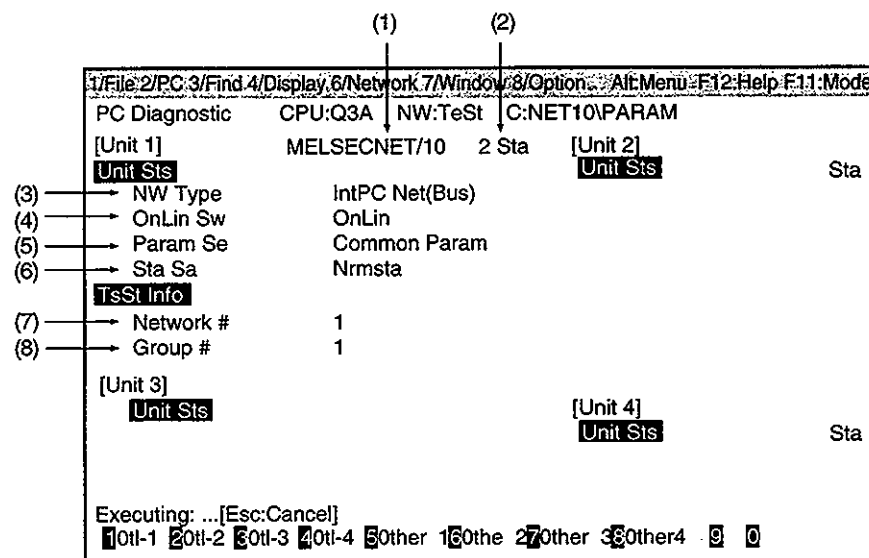 (1) (2)
1/File 2/PC 3/Find 4/Display 6/Network 7/Window 8/Option.. Alt:Menu F12:Help F11:Mode
PC Diagnostic CPU:Q3A NW:TeSt C:NET10\PARAM
[Unit 1] MELSECNET/10 2 Sta [Unit 2]
Unit Sts Unit Sts Sta
(3) NW Type IntPC Net(Bus)
(4) OnLin Sw OnLin
(5) Param Se Common Param
(6) Sta Sa Nrmsta
TsSt Info
(7) Network # 1
(8) Group # 1
[Unit 3] [Unit 4]
Unit Sts Unit Sts Sta
Executing: ...[Esc:Cancel]
1Otl-1 2Otl-2 3Otl-3 4Otl-4 5Other 16Othe 27Other 38Other4 9 0